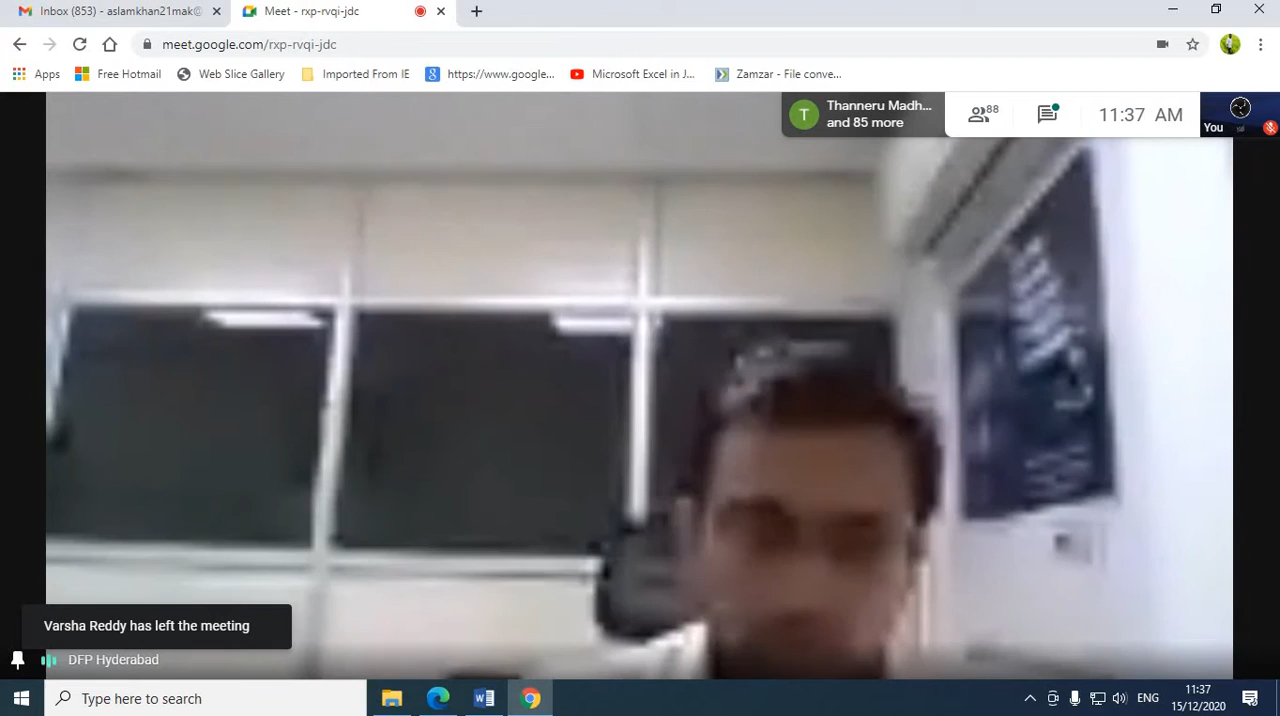 Inbox (853) - aslamkhan21mak@
Meet - rxp-rvqi-jdc
meet.google.com/rxp-rvqi-jdc
Apps
Free Hotmail
Web Slice Gallery
Imported From IE
https://www.google...
Microsoft Excel in J...
Zamzar - File conve...
T
Thanneru Madh...
and 85 more
88
11:37 AM
You
Varsha Reddy has left the meeting
DFP Hyderabad
Type here to search
ENG
11:37
15/12/2020